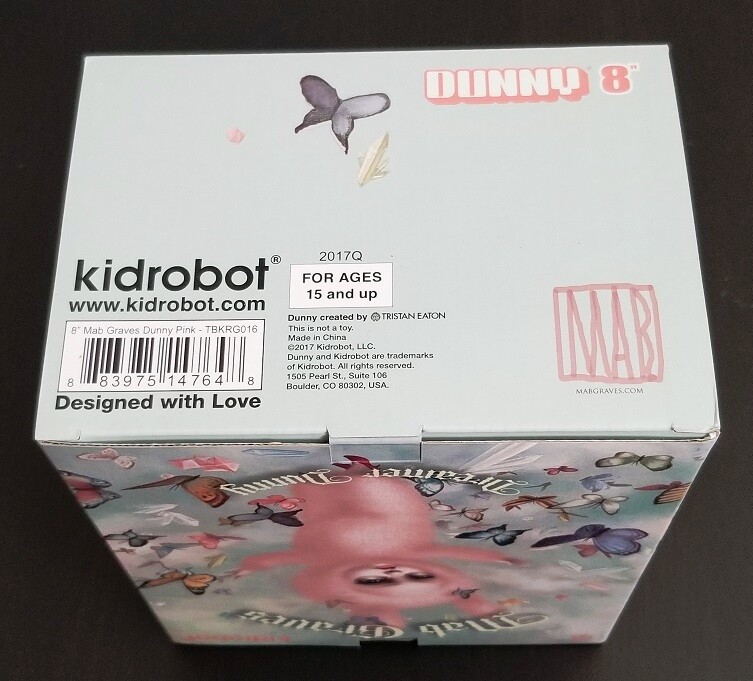 DUNNY 8"
kidrobot®
www.kidrobot.com
8" Mab Graves Dunny Pink - TBKRG016
8 83975 14764 8
Designed with Love
2017Q
FOR AGES
15 and up
Dunny created by TRISTAN EATON
This is not a toy.
Made in China
©2017 Kidrobot, LLC.
Dunny and Kidrobot are trademarks
of Kidrobot. All rights reserved.
1505 Pearl St., Suite 106
Boulder, CO 80302, USA.
MAB
MABGRAVES.COM
Dreamer Dunny
Mab Graves
kidrobot